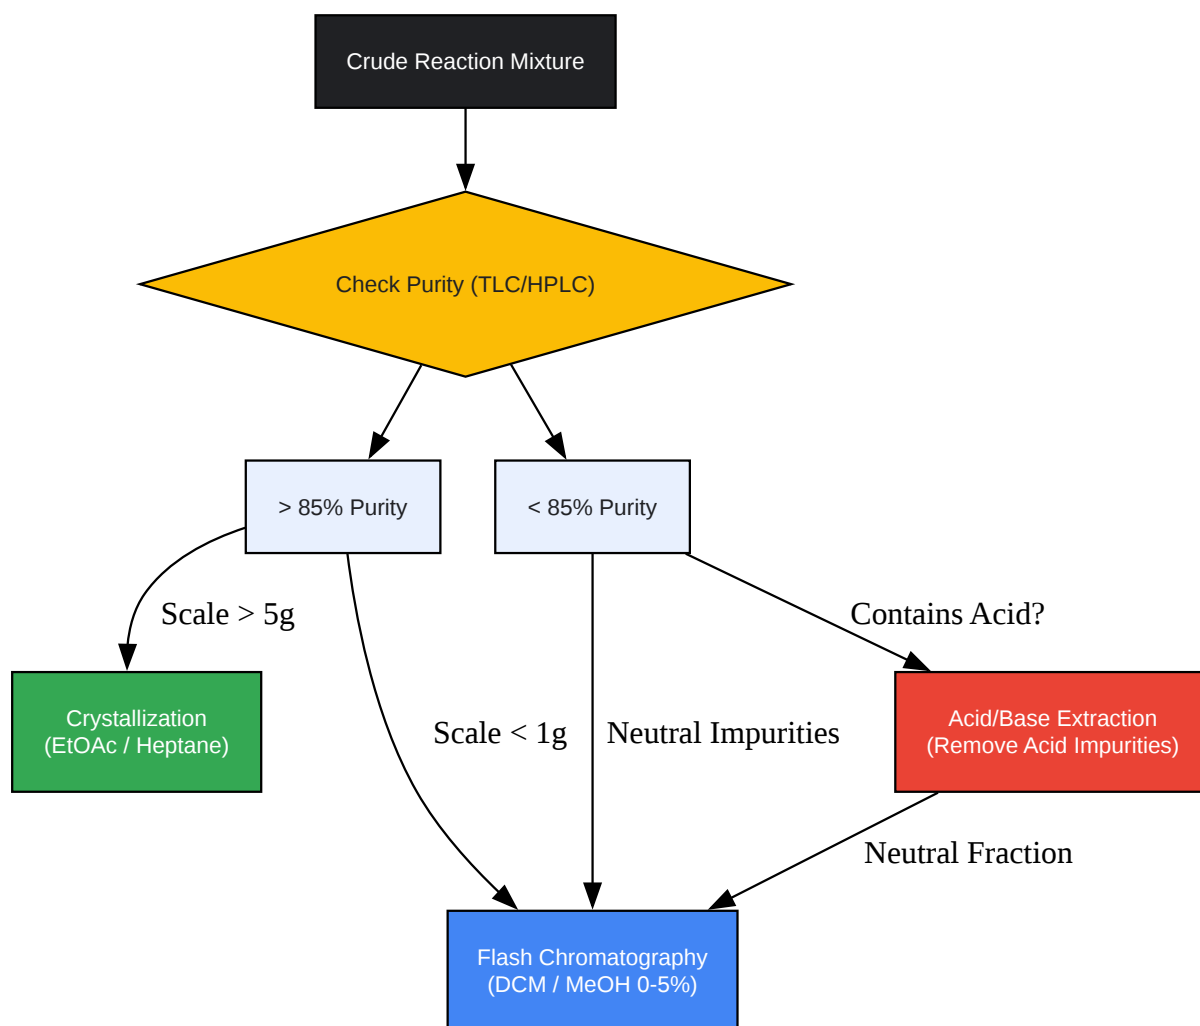 Crude Reaction Mixture
Check Purity (TLC/HPLC)
> 85% Purity
< 85% Purity
Scale > 5g
Contains Acid?
Crystallization
(EtOAc / Heptane)
Scale < 1g
Neutral Impurities
Acid/Base Extraction
(Remove Acid Impurities)
Neutral Fraction
Flash Chromatography
(DCM / MeOH 0-5%)